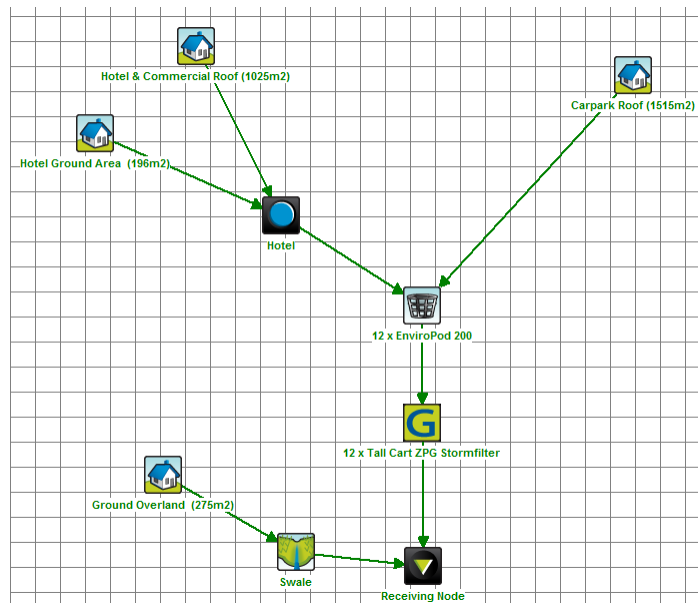 Hotel & Commercial Roof (1025m2)
Carpark Roof (1515m2)
Hotel Ground Area  (196m2)
Hotel
12 x EnviroPod 200
G
12 x Tall Cart ZPG Stormfilter
Ground Overland  (275m2)
Swale
Receiving Node